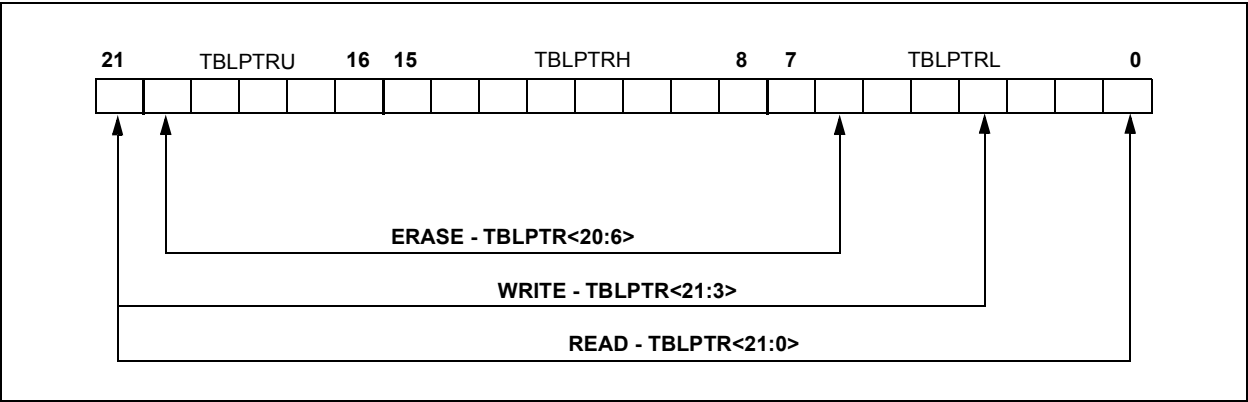 21 TBLPTRU 16 15 TBLPTRH 8 7 TBLPTRL 0
ERASE - TBLPTR<20:6>
WRITE - TBLPTR<21:3>
READ - TBLPTR<21:0>